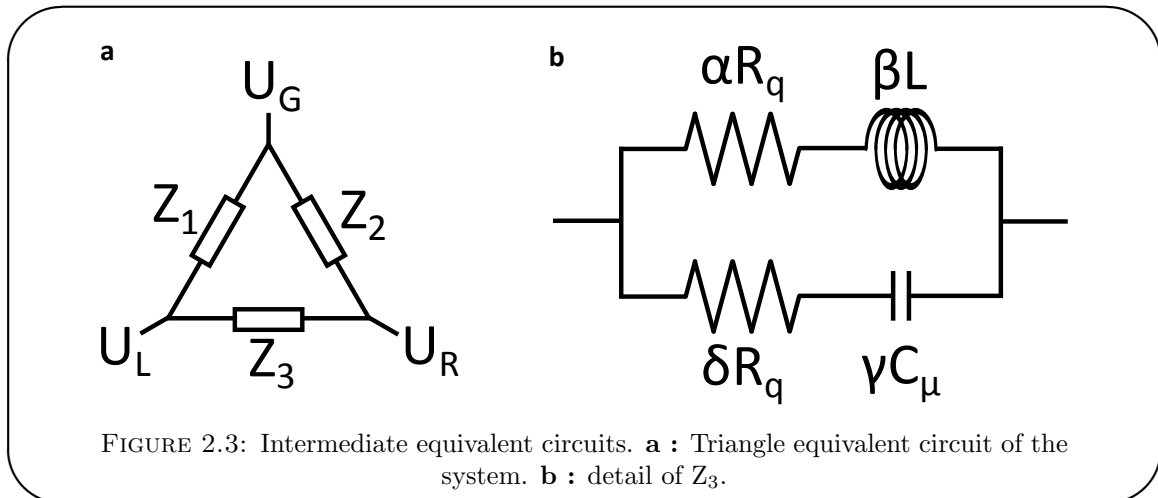 a
U_G
Z_1
Z_2
U_L
Z_3
U_R
b
αR_q
βL
δR_q
γC_μ
FIGURE 2.3: Intermediate equivalent circuits. a : Triangle equivalent circuit of the
system. b : detail of Z_3.